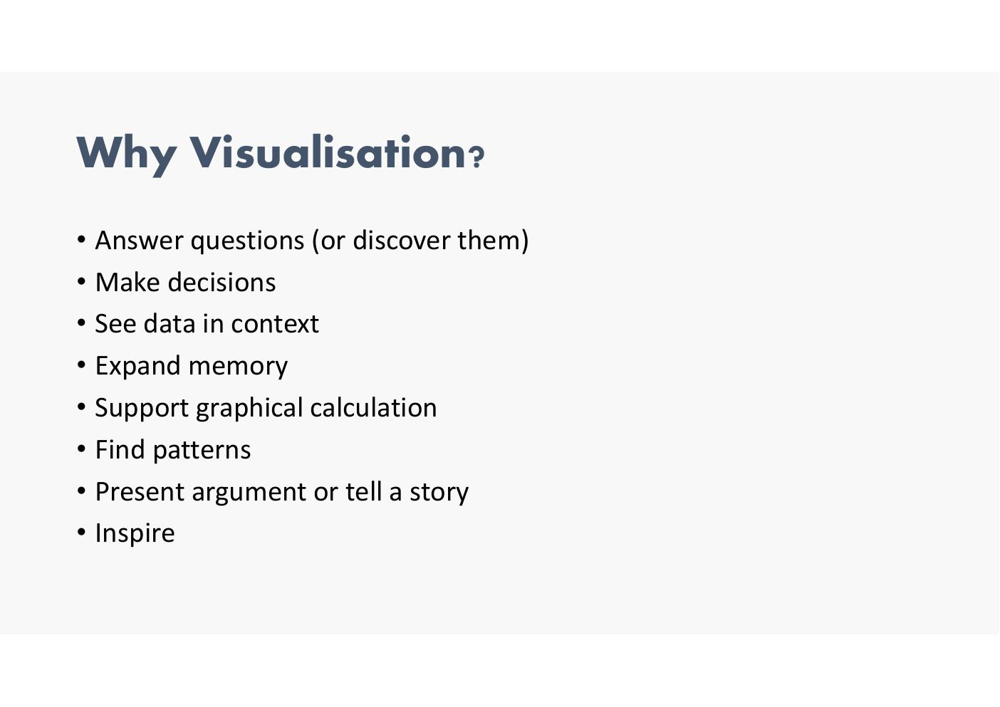 Why Visualisation?
• Answer questions (or discover them)
• Make decisions
• See data in context
• Expand memory
• Support graphical calculation
• Find patterns
• Present argument or tell a story
• Inspire